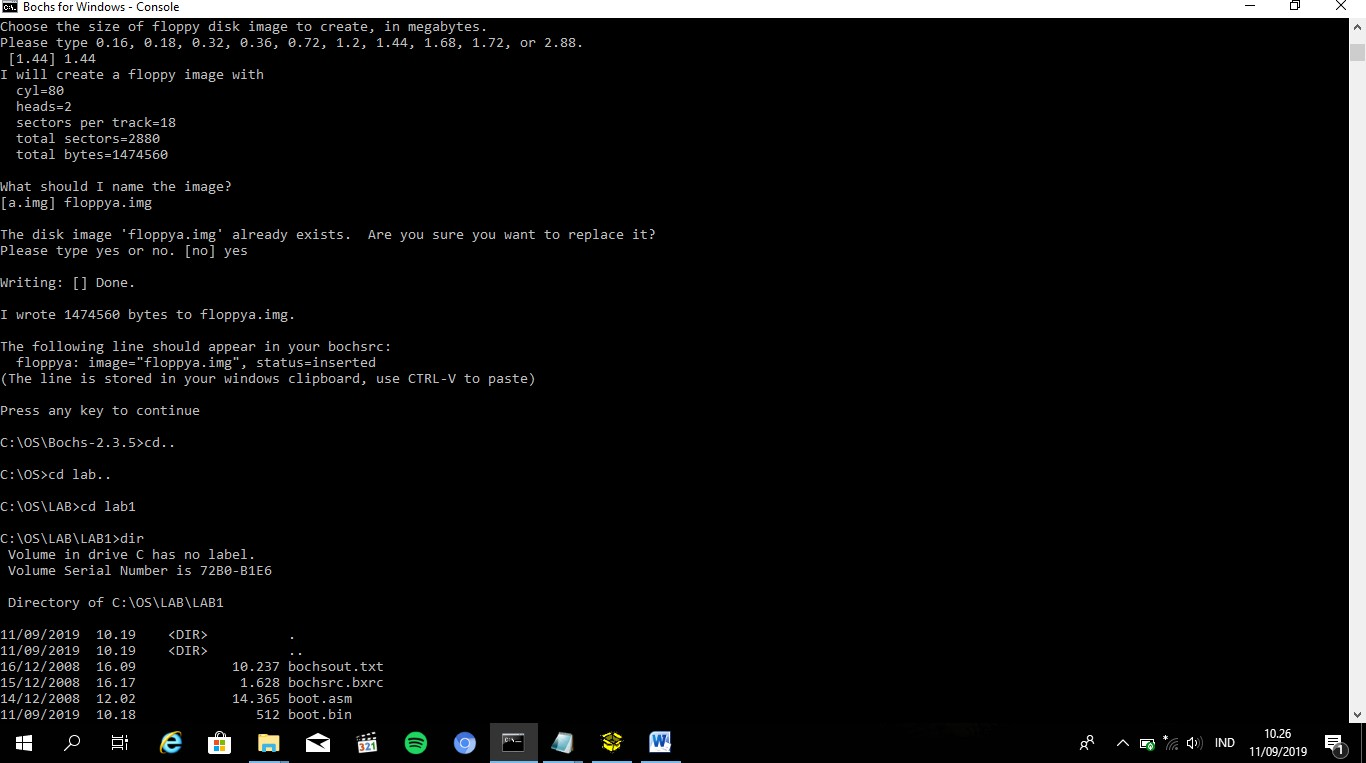 Bochs for Windows - Console
Choose the size of floppy disk image to create, in megabytes.
Please type 0.16, 0.18, 0.32, 0.36, 0.72, 1.2, 1.44, 1.68, 1.72, or 2.88.
[1.44] 1.44
I will create a floppy image with
cyl=80
heads=2
sectors per track=18
total sectors=2880
total bytes=1474560
What should I name the image?
[a.img] floppya.img
The disk image 'floppya.img' already exists.  Are you sure you want to replace it?
Please type yes or no. [no] yes
Writing: [] Done.
I wrote 1474560 bytes to floppya.img.
The following line should appear in your bochsrc:
floppya: image="floppya.img", status=inserted
(The line is stored in your windows clipboard, use CTRL-V to paste)
Press any key to continue
C:\OS\Bochs-2.3.5>cd..
C:\OS>cd lab..
C:\OS\LAB>cd lab1
C:\OS\LAB\LAB1>dir
Volume in drive C has no label.
Volume Serial Number is 72B0-B1E6
Directory of C:\OS\LAB\LAB1
11/09/2019  10.19    <DIR>          .
11/09/2019  10.19    <DIR>          ..
16/12/2008  16.09            10.237 bochsout.txt
15/12/2008  16.17             1.628 bochsrc.bxrc
14/12/2008  12.02            14.365 boot.asm
11/09/2019  10.18               512 boot.bin
321
IND
10.26
11/09/2019
1